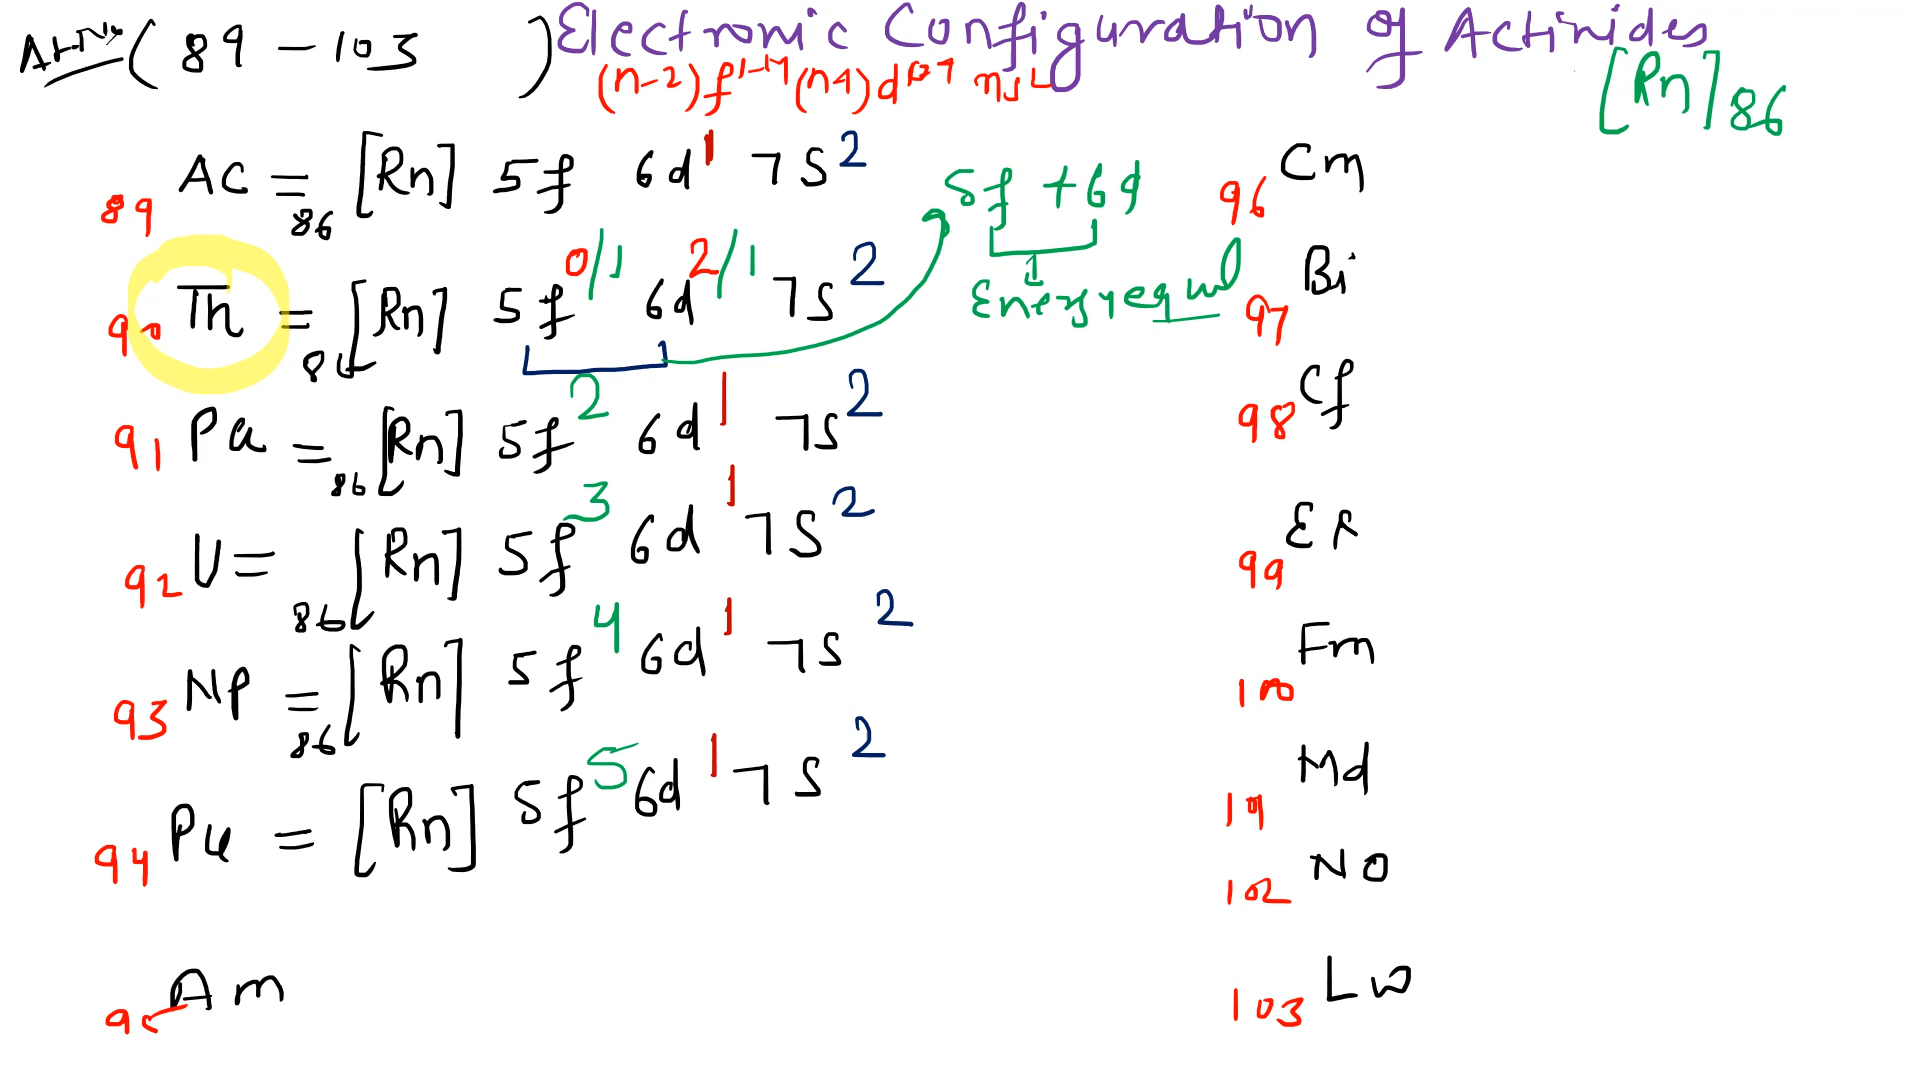 At-No ( 89 - 103 ) Electronic Configuration of Actinides
(n-2)f¹⁻¹⁴ (n-1)d⁰⁻¹ ns²
[Rn]86
89 Ac = 86[Rn] 5f 6d¹ 7s²
5f + 6d
Energy equal
90 Th = 86[Rn] 5f⁰/¹ 6d²/¹ 7s²
91 Pa = 86[Rn] 5f² 6d¹ 7s²
92 U = 86[Rn] 5f³ 6d¹ 7s²
93 Np = 86[Rn] 5f⁴ 6d¹ 7s²
94 Pu = [Rn] 5f⁵ 6d¹ 7s²
95 Am
96 Cm
97 Bi
98 Cf
99
100 Fm
101 Md
102 No
103 Lw